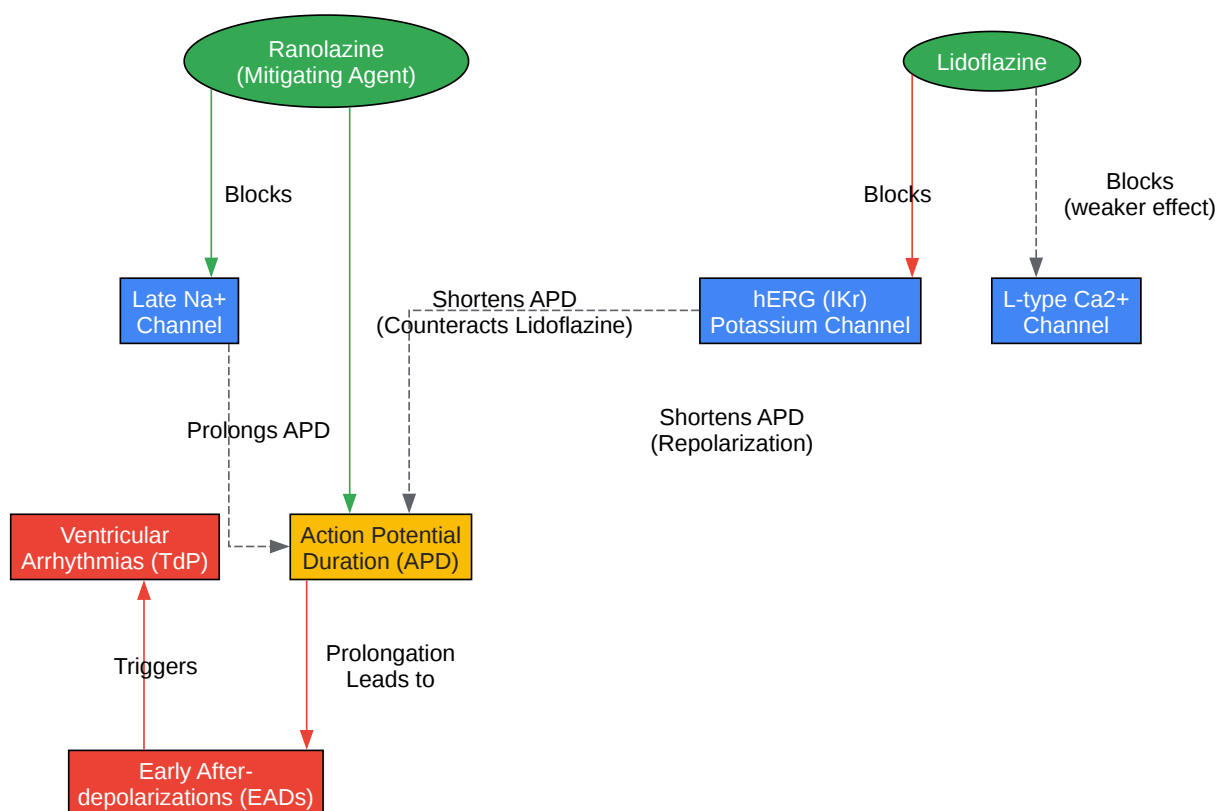 Ranolazine
(Mitigating Agent)
Lidoflazine
Blocks
Blocks
Blocks
(weaker effect)
Late Na+
Channel
Shortens APD
(Counteracts Lidoflazine)
hERG (IKr)
Potassium Channel
L-type Ca2+
Channel
Prolongs APD
Shortens APD
(Repolarization)
Ventricular
Arrhythmias (TdP)
Action Potential
Duration (APD)
Triggers
Prolongation
Leads to
Early After-
depolarizations (EADs)